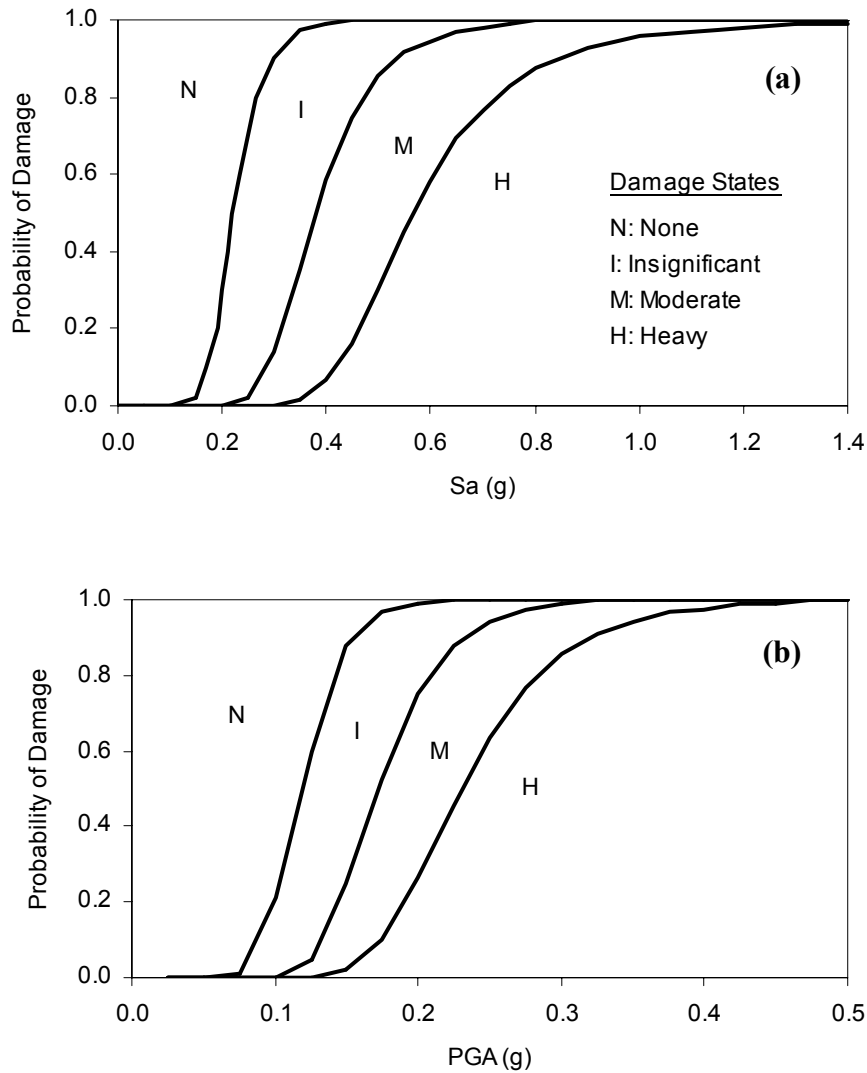 1.0
(a)
N
I
0.8
M
H
Damage States
0.6
N: None
I: Insignificant
0.4
M: Moderate
H: Heavy
0.2
0.0
Probability of Damage
0.0 0.2 0.4 0.6 0.8 1.0 1.2 1.4
Sa (g)
1.0
(b)
0.8
N
I
M
0.6
H
0.4
0.2
0.0
Probability of Damage
0.0 0.1 0.2 0.3 0.4 0.5
PGA (g)